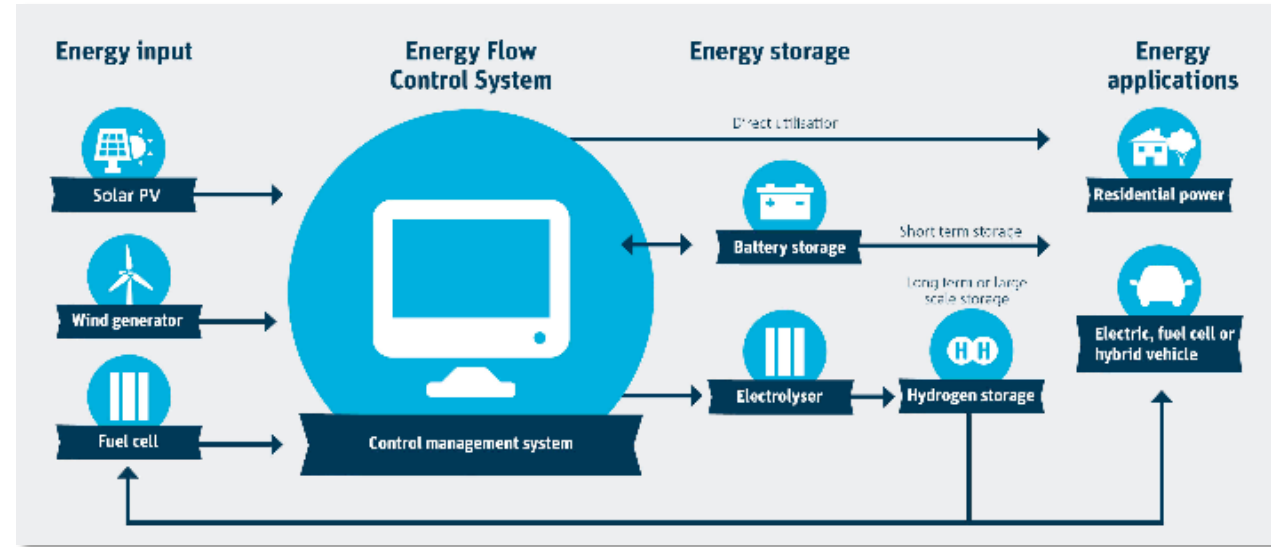 Energy input
Energy Flow
Control System
Energy storage
Energy
applications
Direct utilisation
Solar PV
Residential power
Battery storage
Short term storage
Wind generator
Long term or large
scale storage
Electric, fuel cell or
hybrid vehicle
Electrolyser
H H
Hydrogen storage
Fuel cell
Control management system